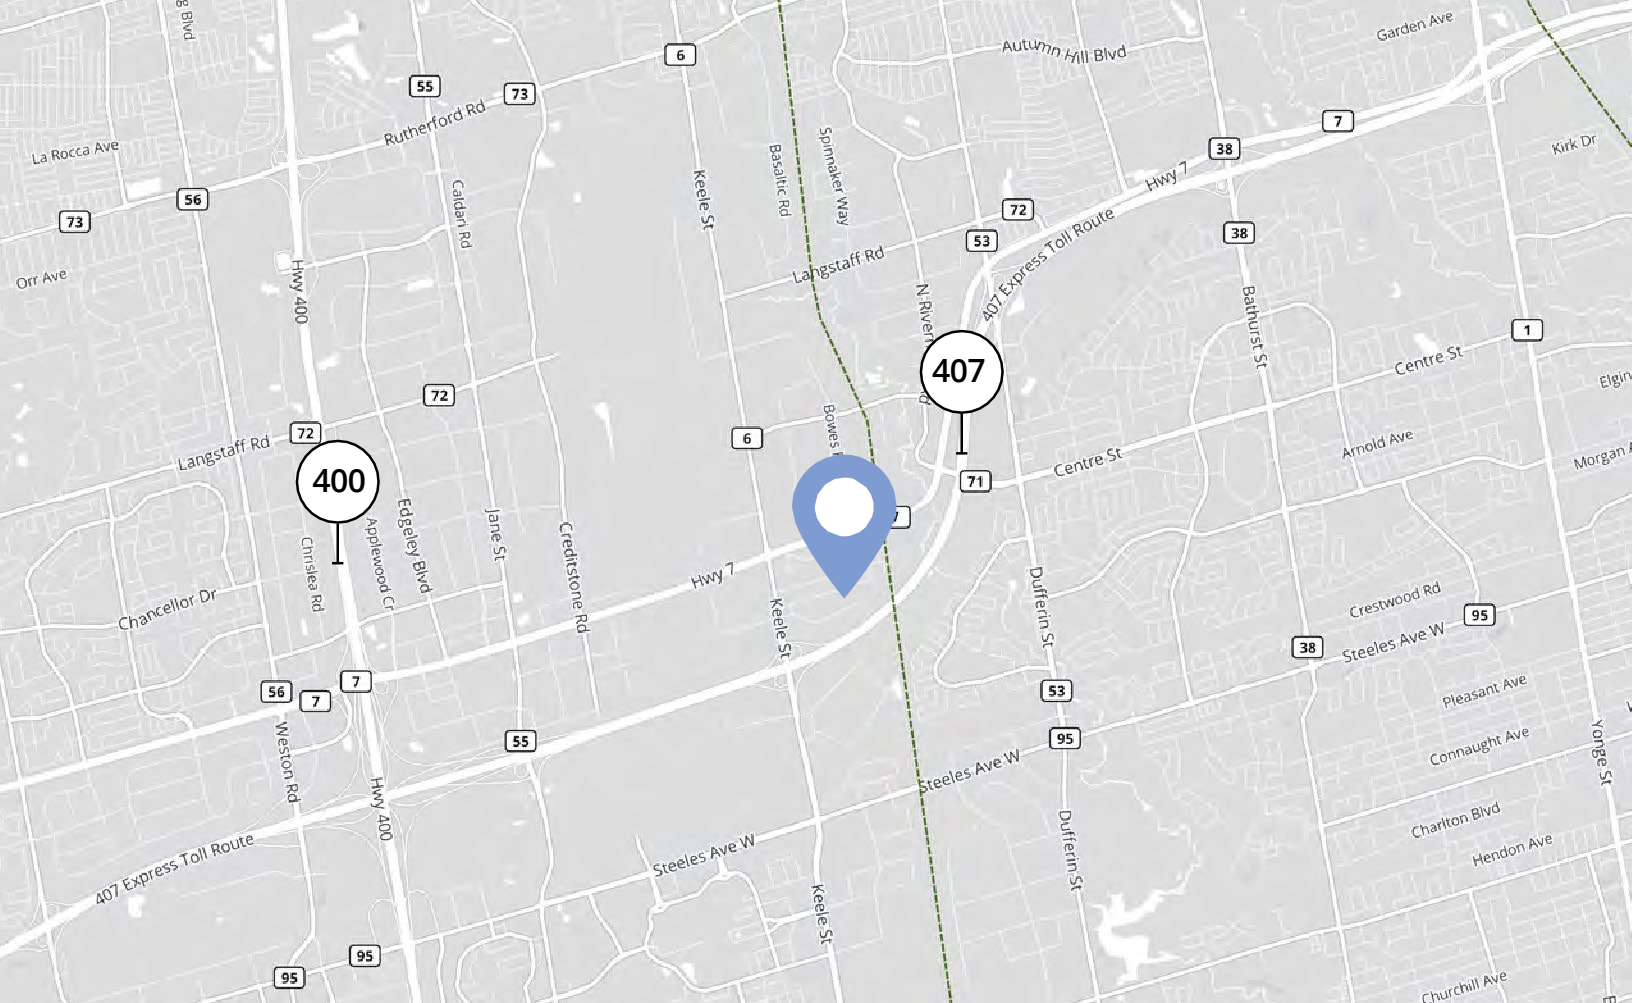 g Blvd
6
55
73
Rutherford Rd
La Rocca Ave
56
73
Orr Ave
Autumn Hill Blvd
Garden Ave
7
38
Kirk Dr
Hwy 7
Caldari Rd
Keele St
Basaltic Rd
Spinnaker Way
72
53
38
407 Express Toll Route
Langstaff Rd
Hwy 400
N Riverm
Bathurst St
1
Centre St
Elgin
407
72
72
Langstaff Rd
6
Bowes R
400
Centre St
71
Arnold Ave
Morgan A
7
Edgeley Blvd
Applewood Cr
Chrislea Rd
Jane St
Creditstone Rd
Hwy 7
Chancellor Dr
Keele St
Dufferin St
Crestwood Rd
95
38
Steeles Ave W
7
56
7
53
Pleasant Ave
95
Connaught Ave
55
Weston Rd
Hwy 400
Steeles Ave W
Yonge St
Charlton Blvd
Hendon Ave
Dufferin St
407 Express Toll Route
Steeles Ave W
Keele St
95
95
Churchill Ave